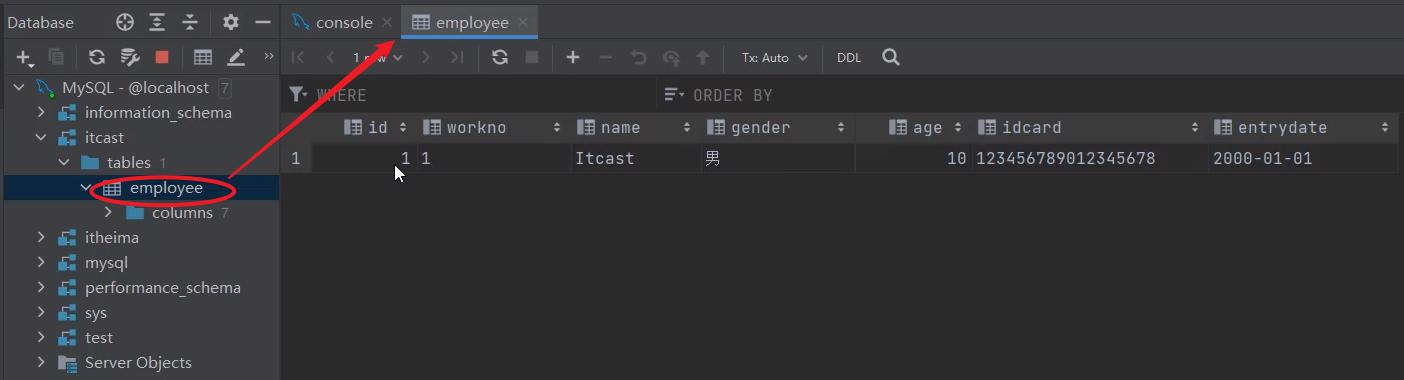 Database
console
employee
1 row
Tx: Auto
DDL
MySQL - @localhost 7
WHERE
ORDER BY
information_schema
id workno name gender age idcard entrydate
itcast
1 1 1 Itcast 男 10 123456789012345678 2000-01-01
tables 1
employee
columns 7
itheima
mysql
performance_schema
sys
test
Server Objects